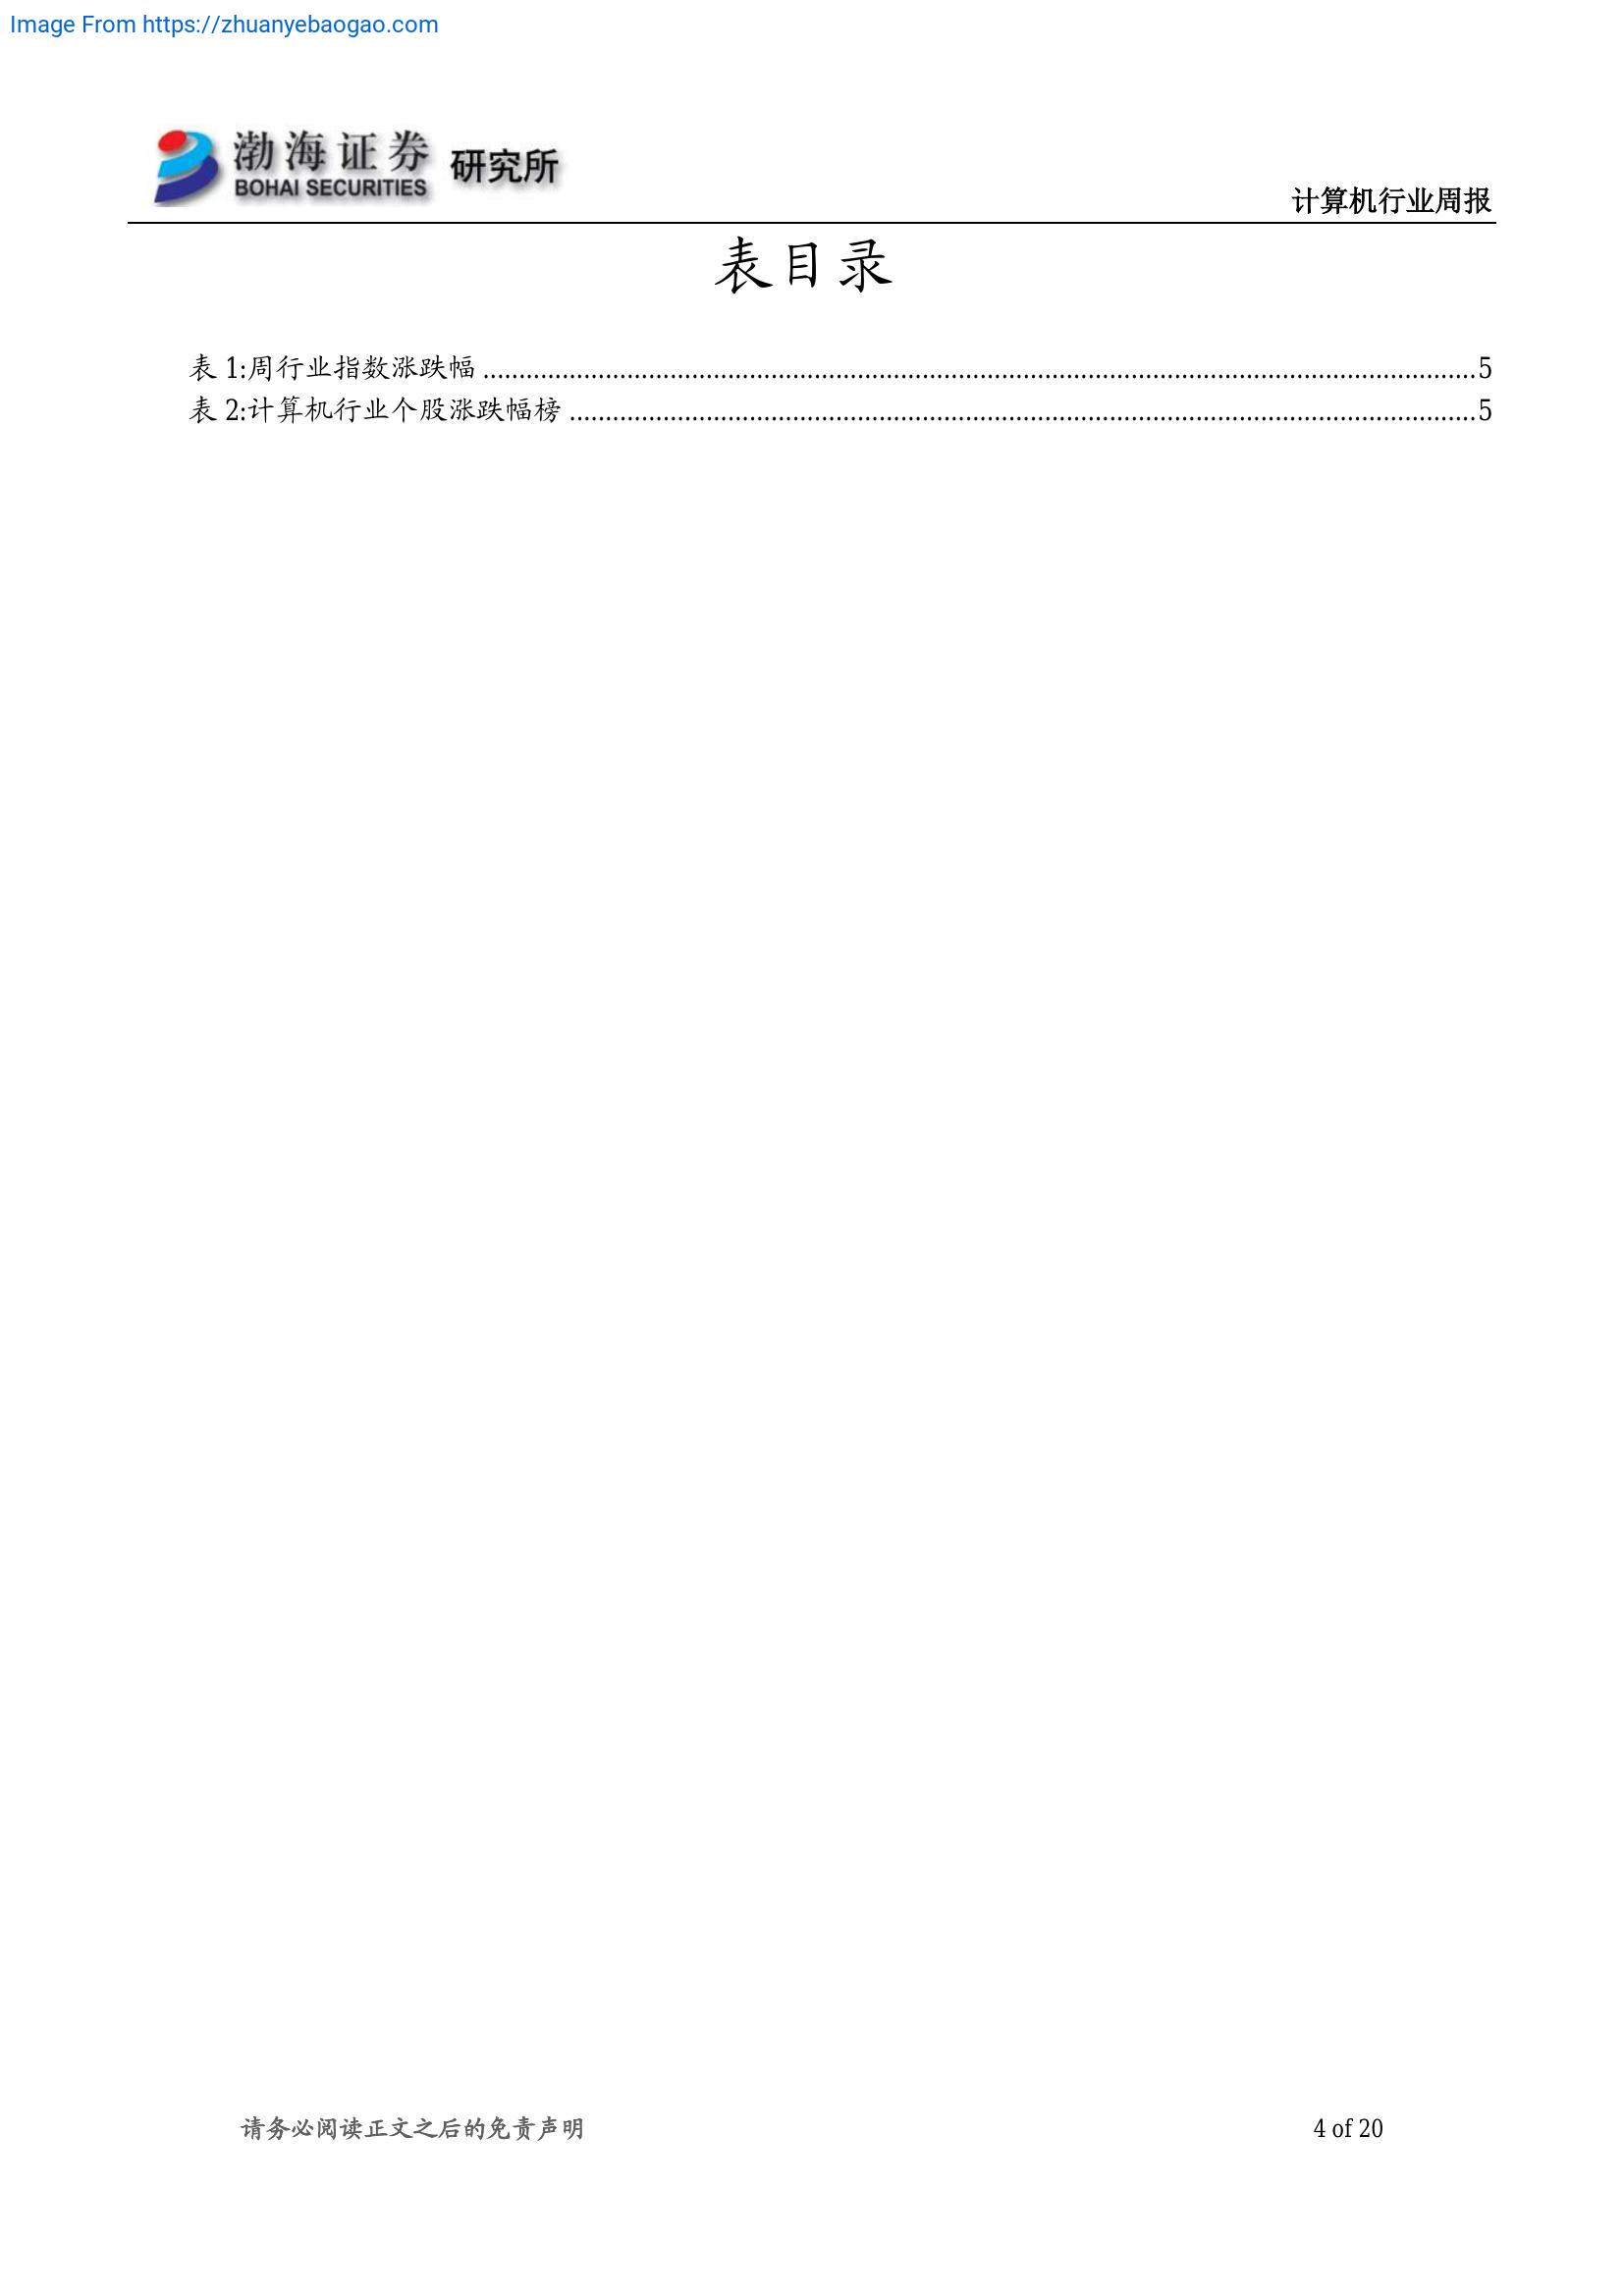 Image From https://zhuanyebaogao.com
渤海证券 研究所
BOHAI SECURITIES
计算机行业周报
表目录
表 1:周行业指数涨跌幅 ........................................................................................................................................... 5
表 2:计算机行业个股涨跌幅榜 ............................................................................................................................... 5
请务必阅读正文之后的免责声明 4 of 20